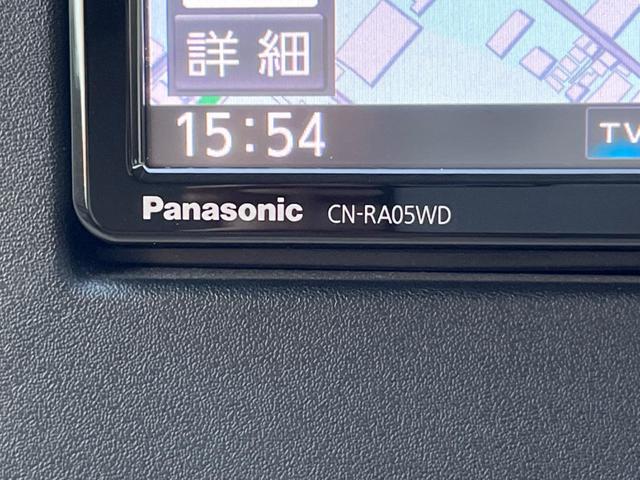 詳細
15:54
TV
Panasonic CN-RA05WD